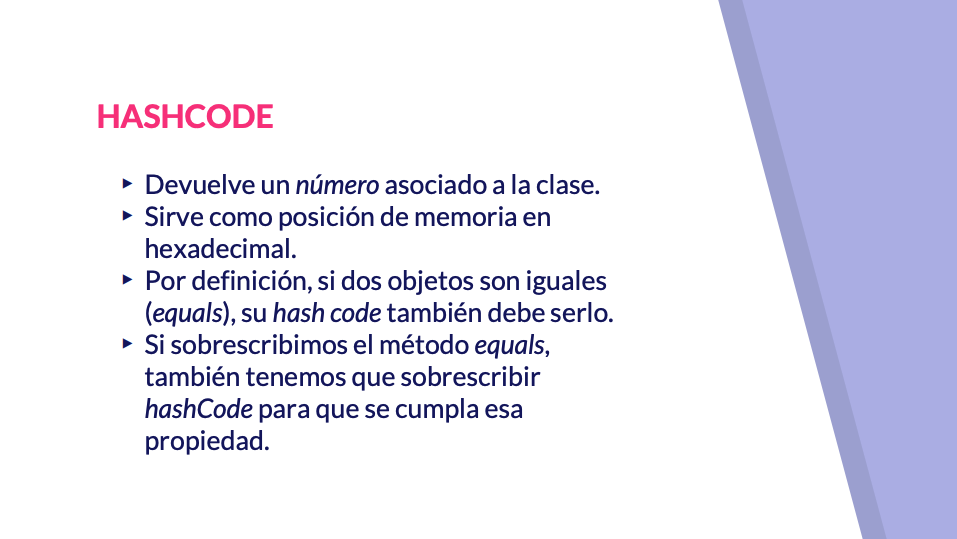 HASHCODE
▸ Devuelve un número asociado a la clase.
▸ Sirve como posición de memoria en
hexadecimal.
▸ Por definición, si dos objetos son iguales
(equals), su hash code también debe serlo.
▸ Si sobrescribimos el método equals,
también tenemos que sobrescribir
hashCode para que se cumpla esa
propiedad.